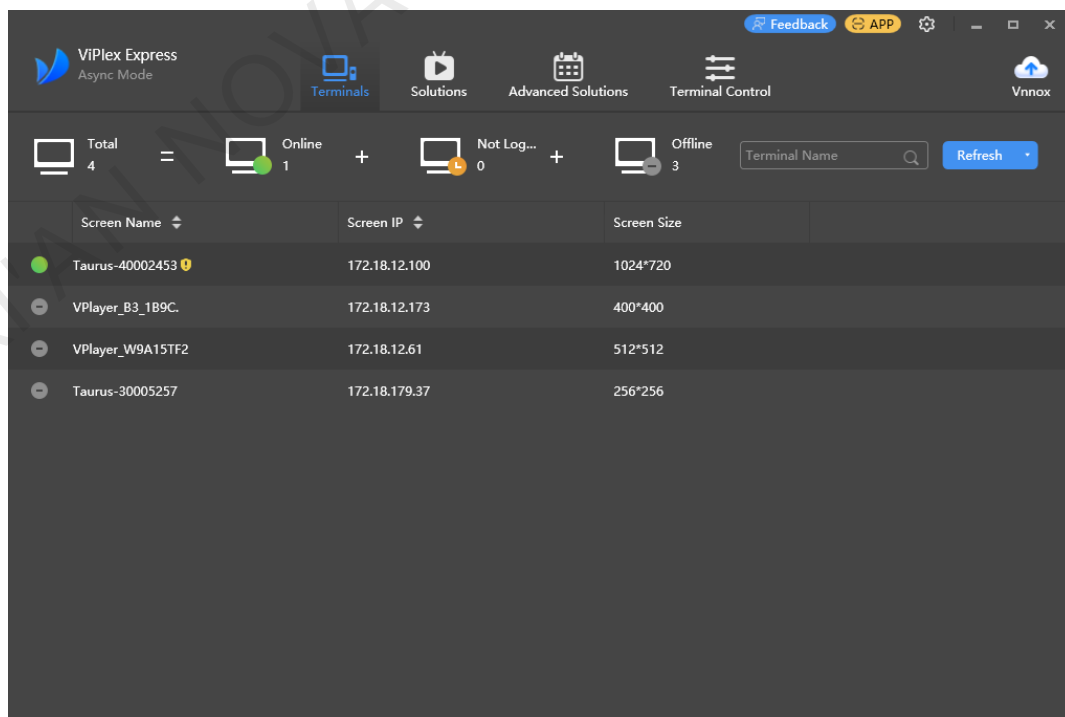 Feedback APP
ViPlex Express
Async Mode
Terminals Solutions Advanced Solutions Terminal Control Vnnox
Total
4
=
Online
1
+
Not Log...
0
+
Offline
3
Terminal Name
Refresh
Screen Name Screen IP Screen Size
Taurus-40002453 172.18.12.100 1024*720
VPlayer_B3_1B9C. 172.18.12.173 400*400
VPlayer_W9A15TF2 172.18.12.61 512*512
Taurus-30005257 172.18.179.37 256*256